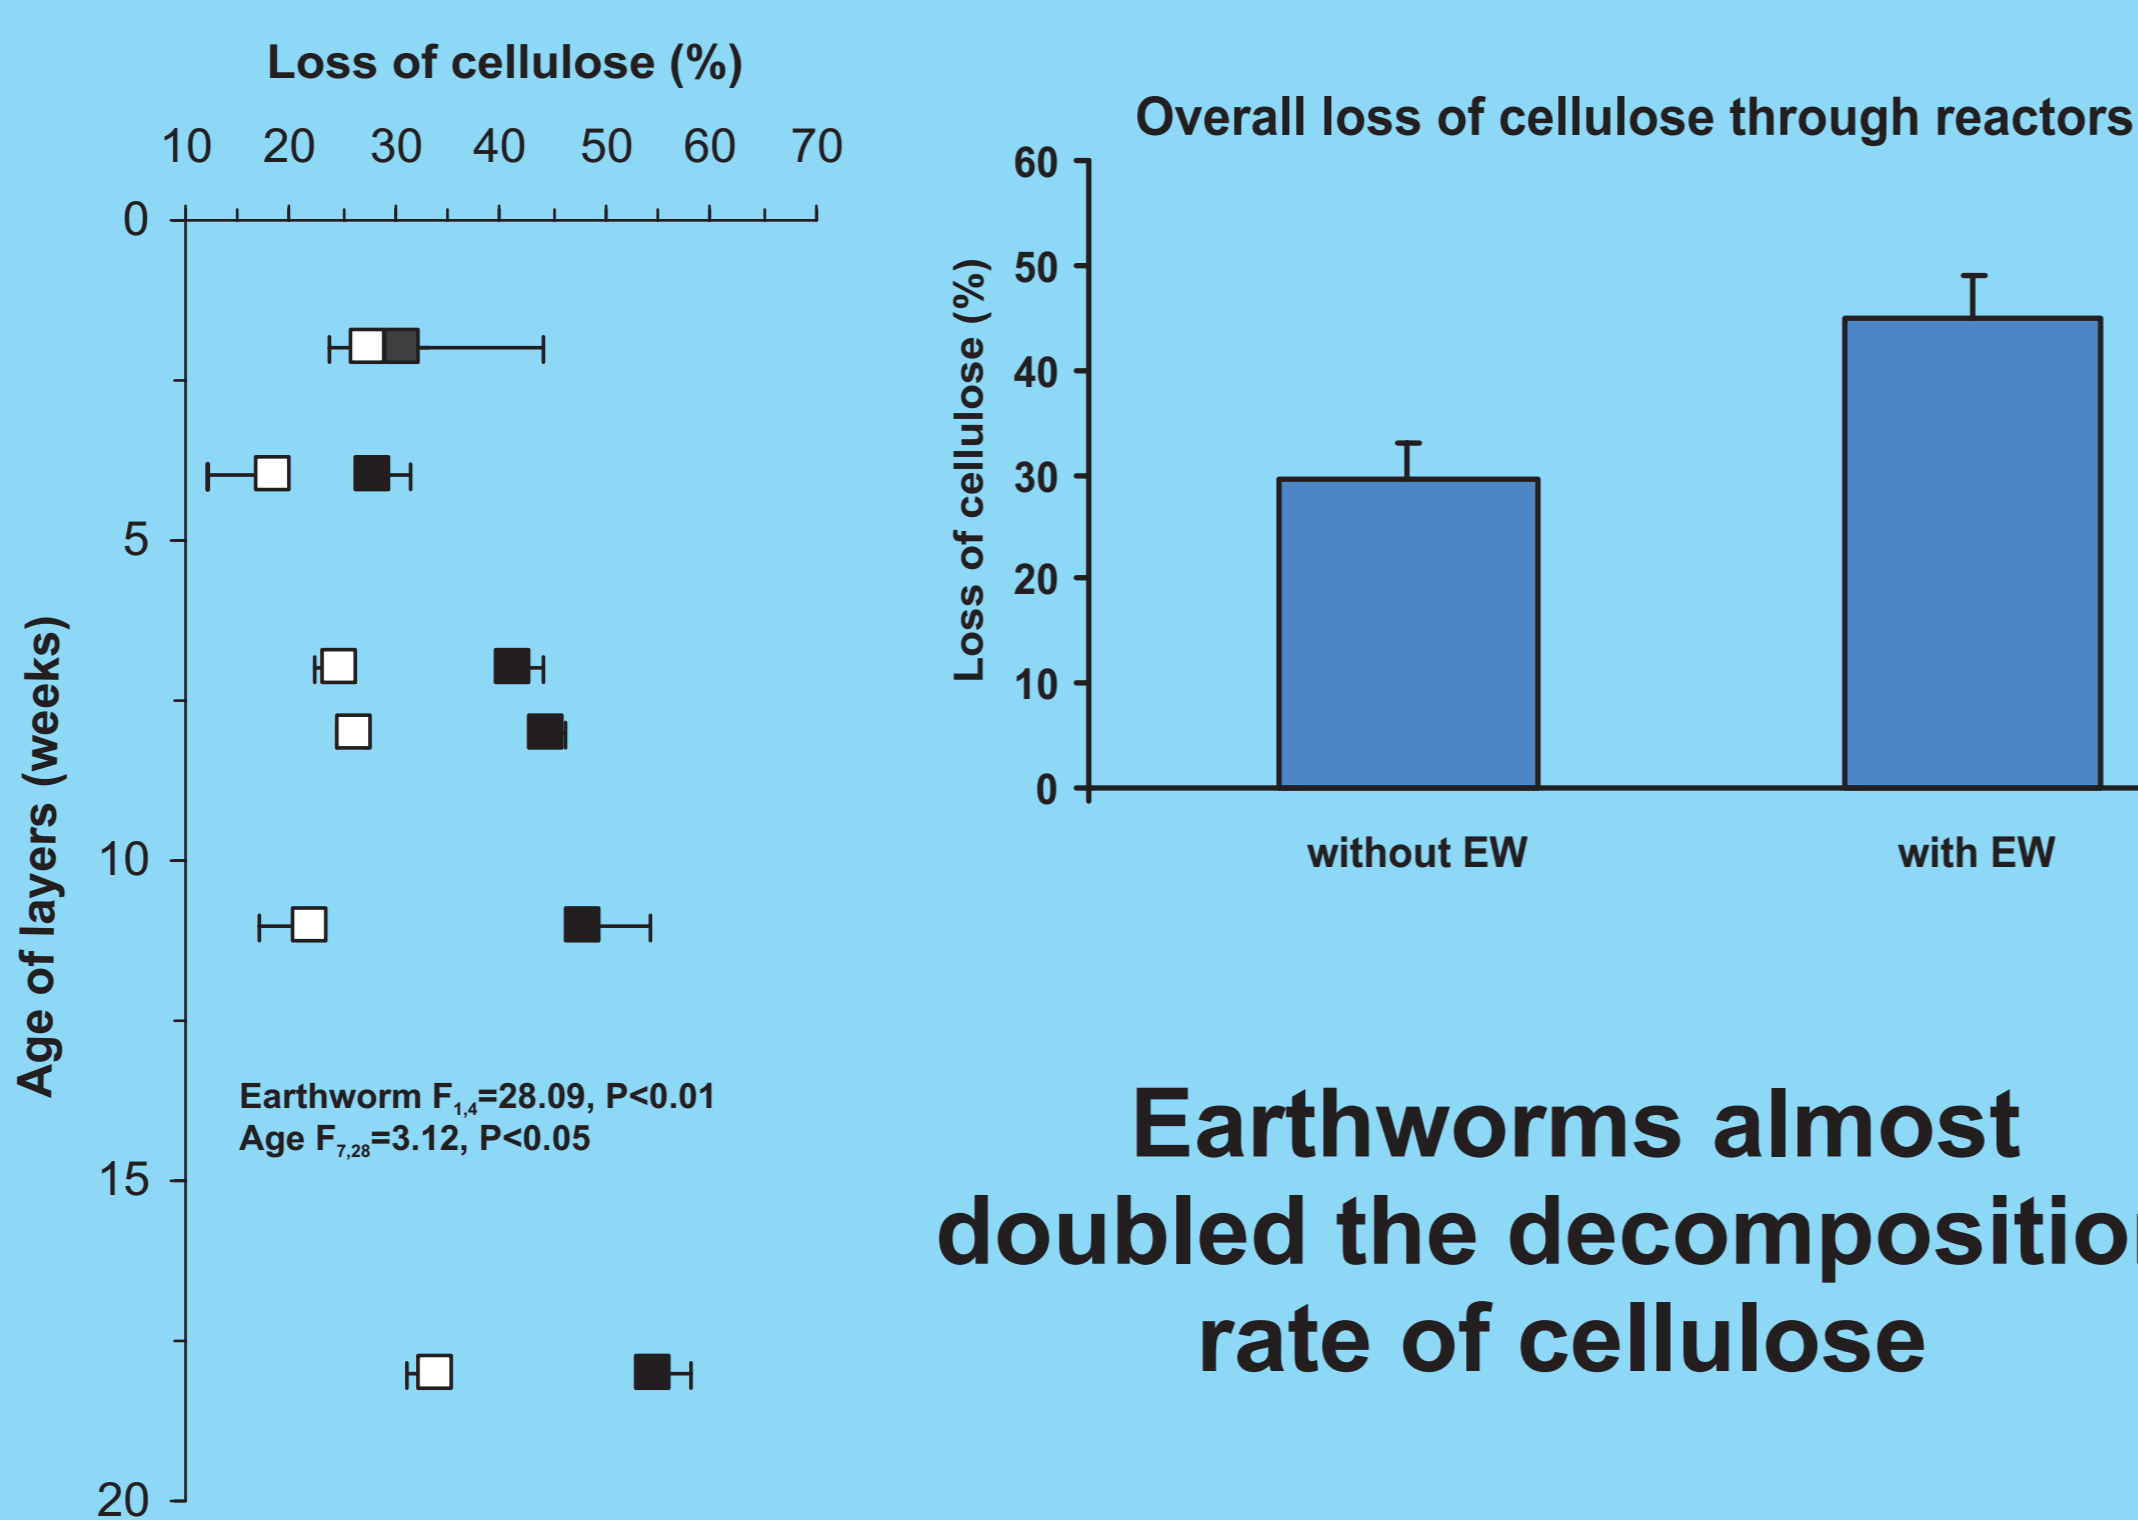 Loss of cellulose (%)
10 20 30 40 50 60 70
0
5
10
15
20
Age of layers (weeks)
Earthworm F1,4=28.09, P<0.01
Age F7,28=3.12, P<0.05
Overall loss of cellulose through reactors
Loss of cellulose (%)
60
50
40
30
20
10
0
without EW with EW
Earthworms almost
doubled the decomposition
rate of cellulose